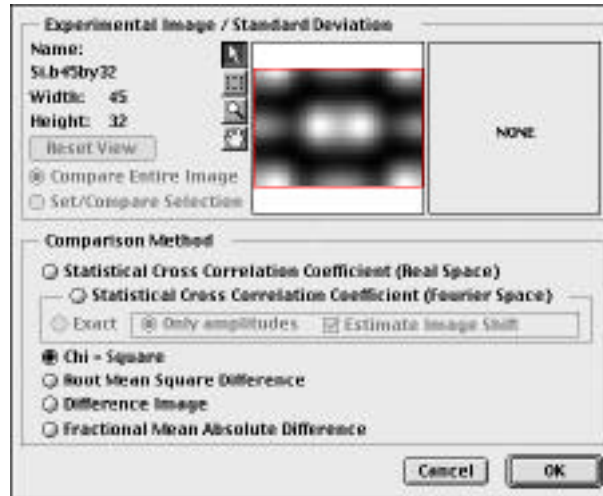 Experimental Image / Standard Deviation
Name:
Si.b45by32
Width: 45
Height: 32
Reset View
Compare Entire Image
Set/Compare Selection
NONE
Comparison Method
Statistical Cross Correlation Coefficient (Real Space)
Statistical Cross Correlation Coefficient (Fourier Space)
Exact Only amplitudes Estimate Image Shift
Chi - Square
Root Mean Square Difference
Difference Image
Fractional Mean Absolute Difference
Cancel OK